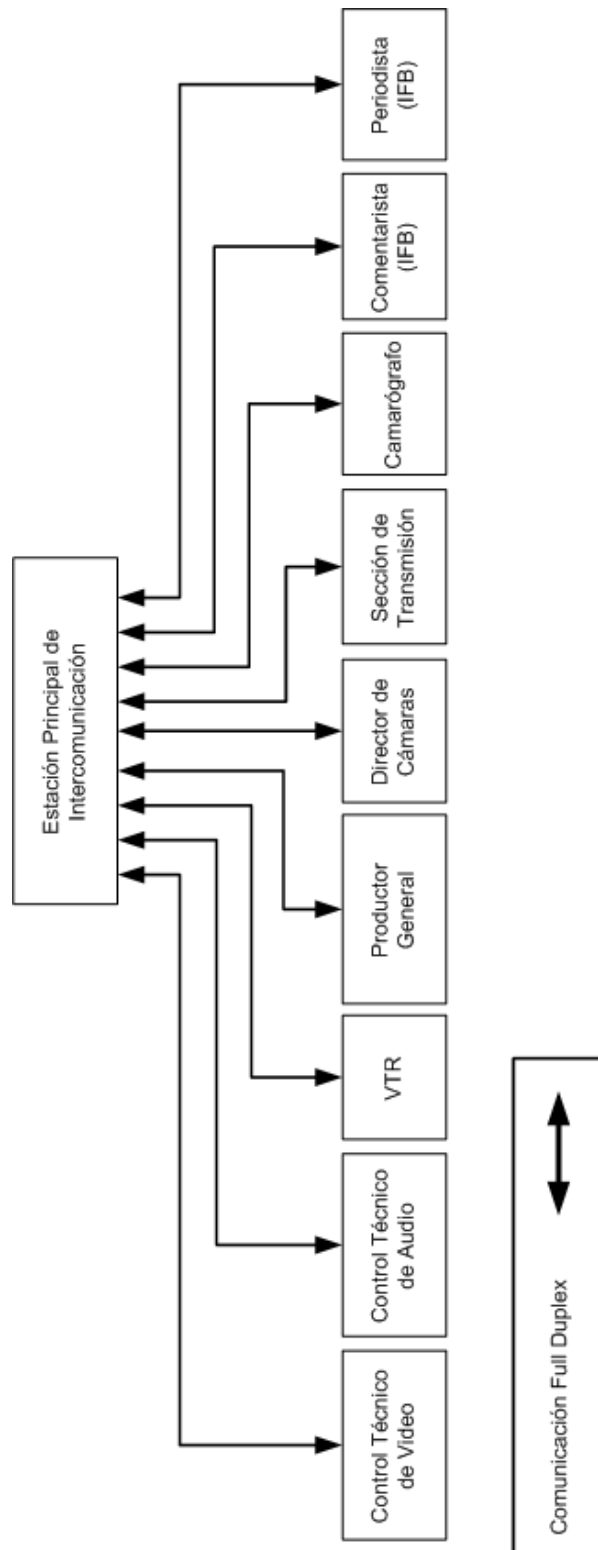 Estación Principal de
Intercomunicación
Control Técnico
de Video
Control Técnico
de Audio
VTR
Productor
General
Director de
Cámaras
Sección de
Transmisión
Camarógrafo
Comentarista
(IFB)
Periodista
(IFB)
Comunicación Full Duplex